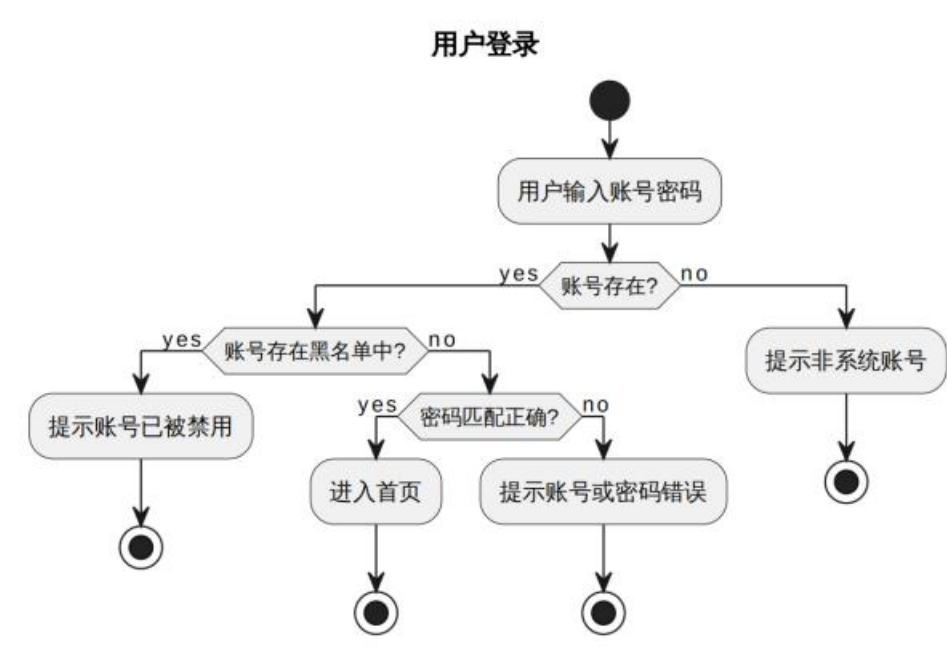 用户登录
用户输入账号密码
yes
账号存在?
no
yes
账号存在黑名单中?
no
提示非系统账号
提示账号已被禁用
yes
密码匹配正确?
no
进入首页
提示账号或密码错误